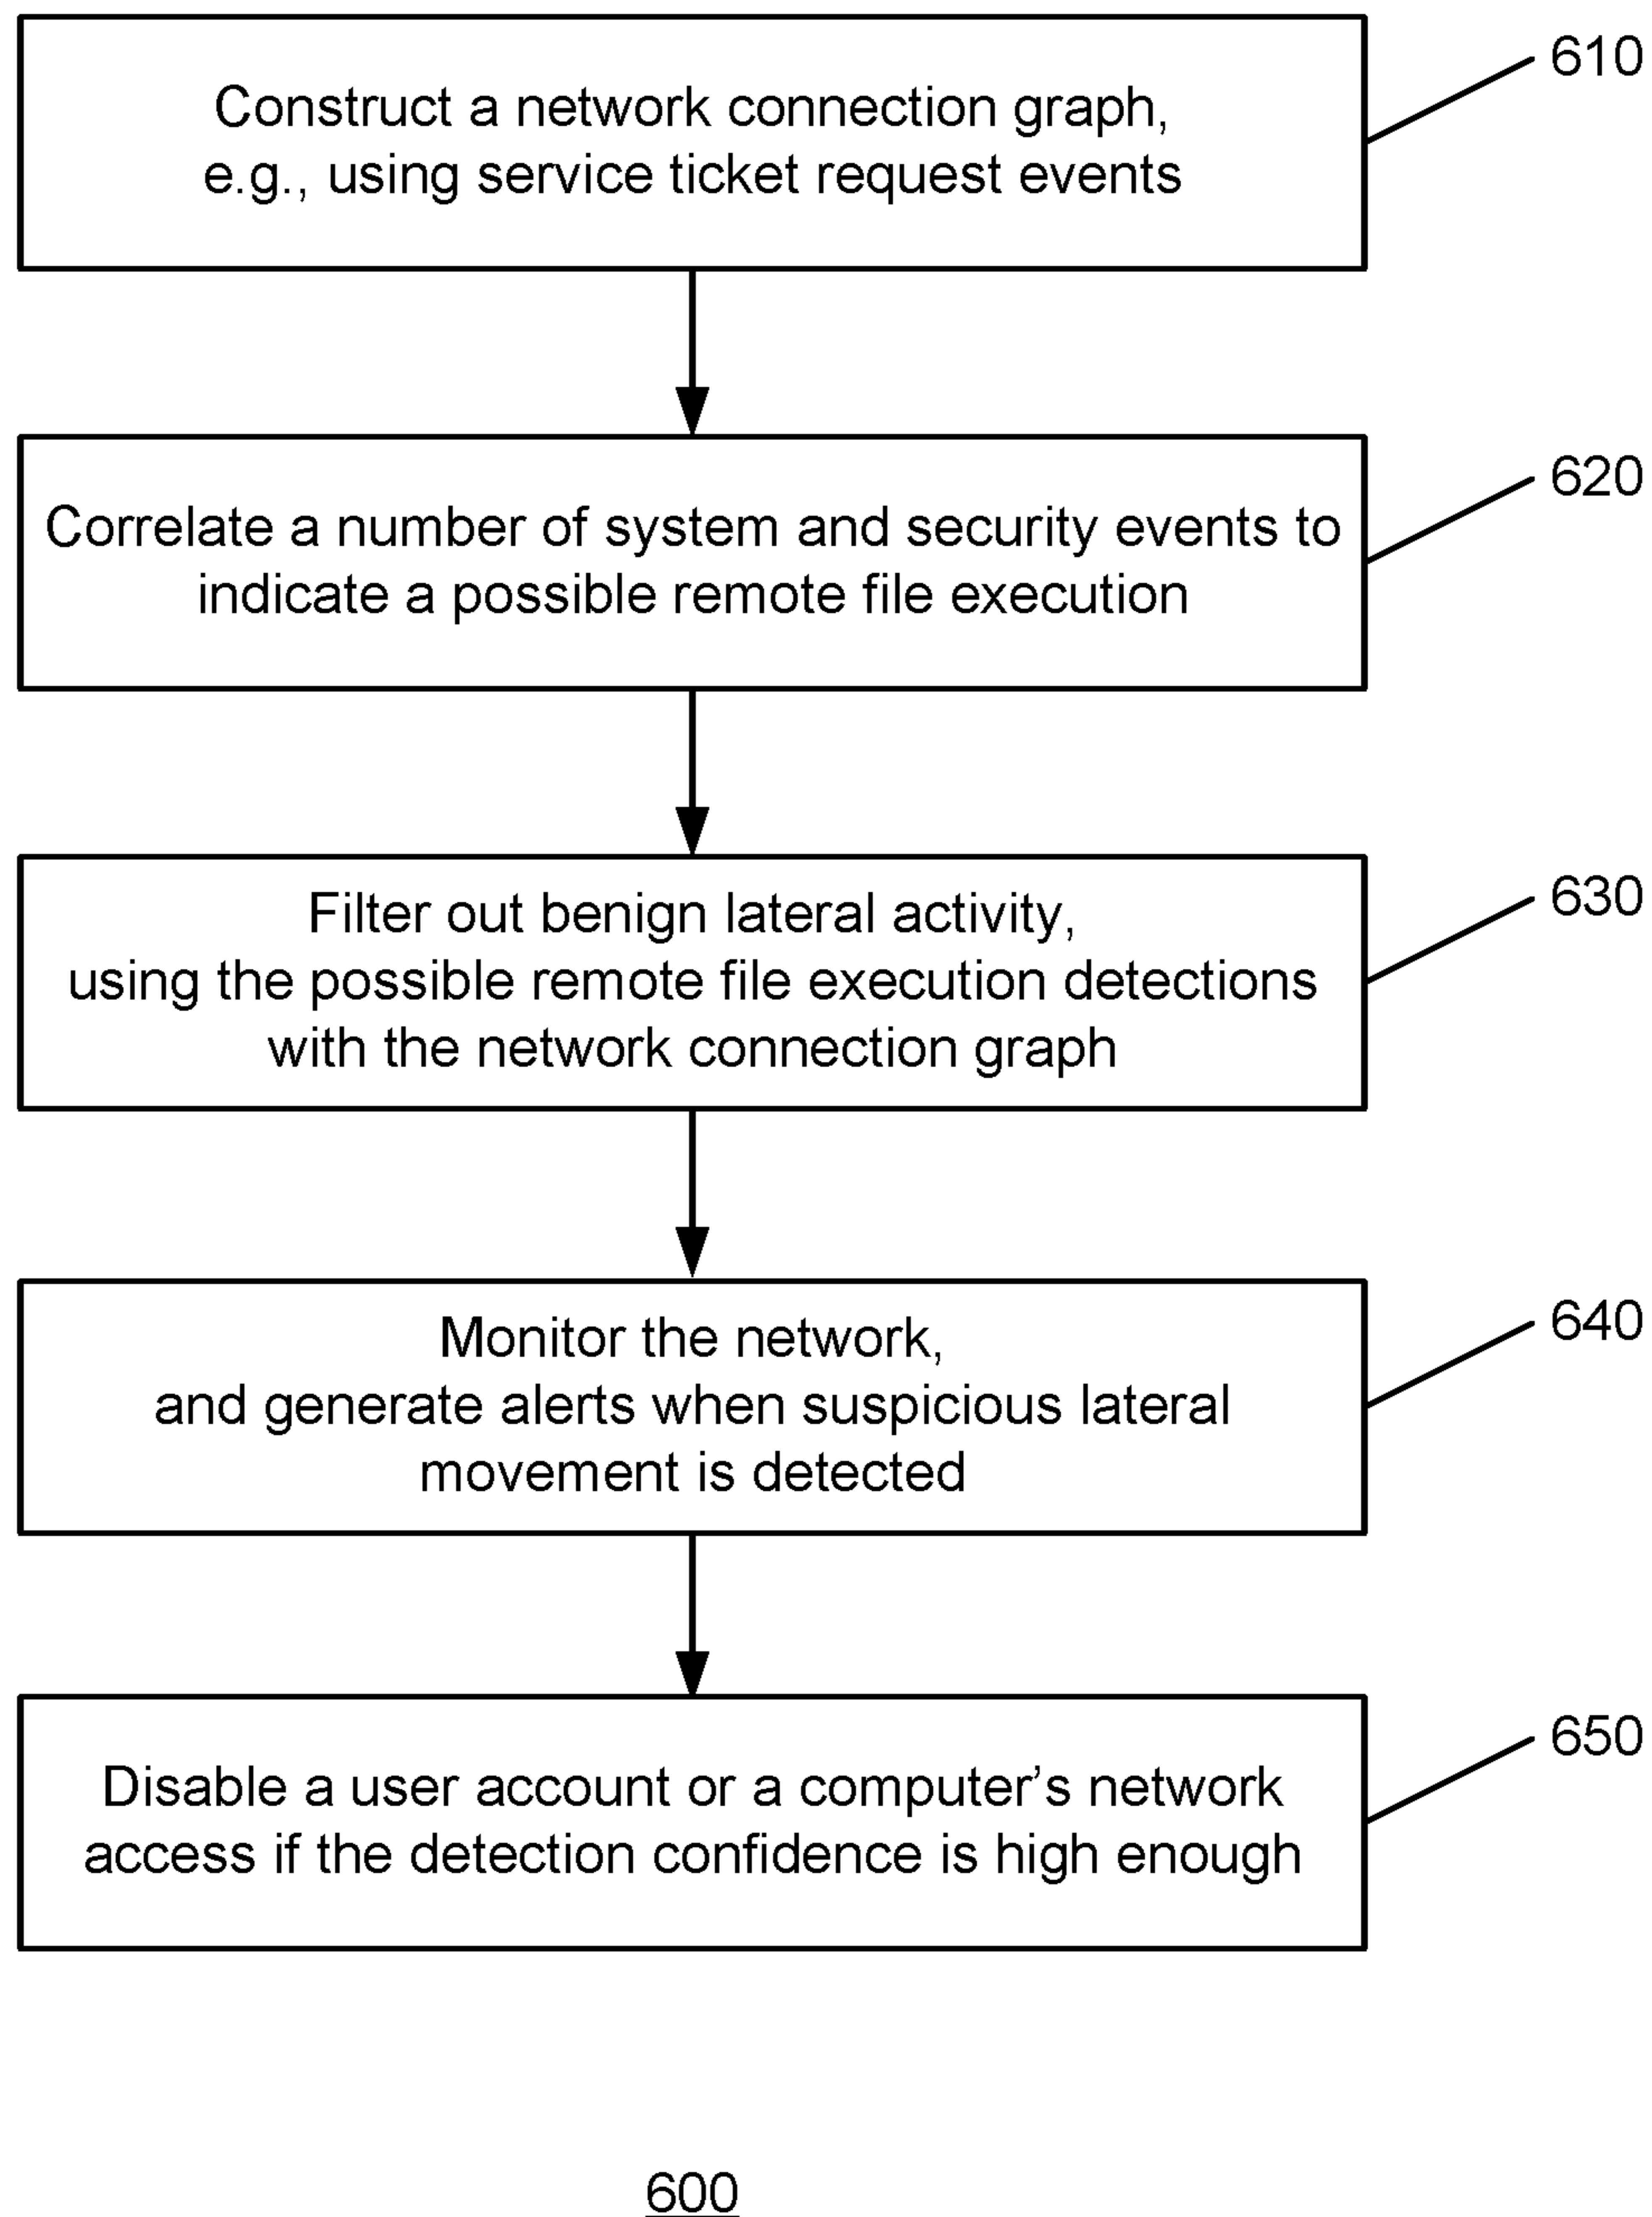 Construct a network connection graph,
e.g., using service ticket request events
610
Correlate a number of system and security events to
indicate a possible remote file execution
620
Filter out benign lateral activity,
using the possible remote file execution detections
with the network connection graph
630
Monitor the network,
and generate alerts when suspicious lateral
movement is detected
640
Disable a user account or a computer’s network
access if the detection confidence is high enough
650
600